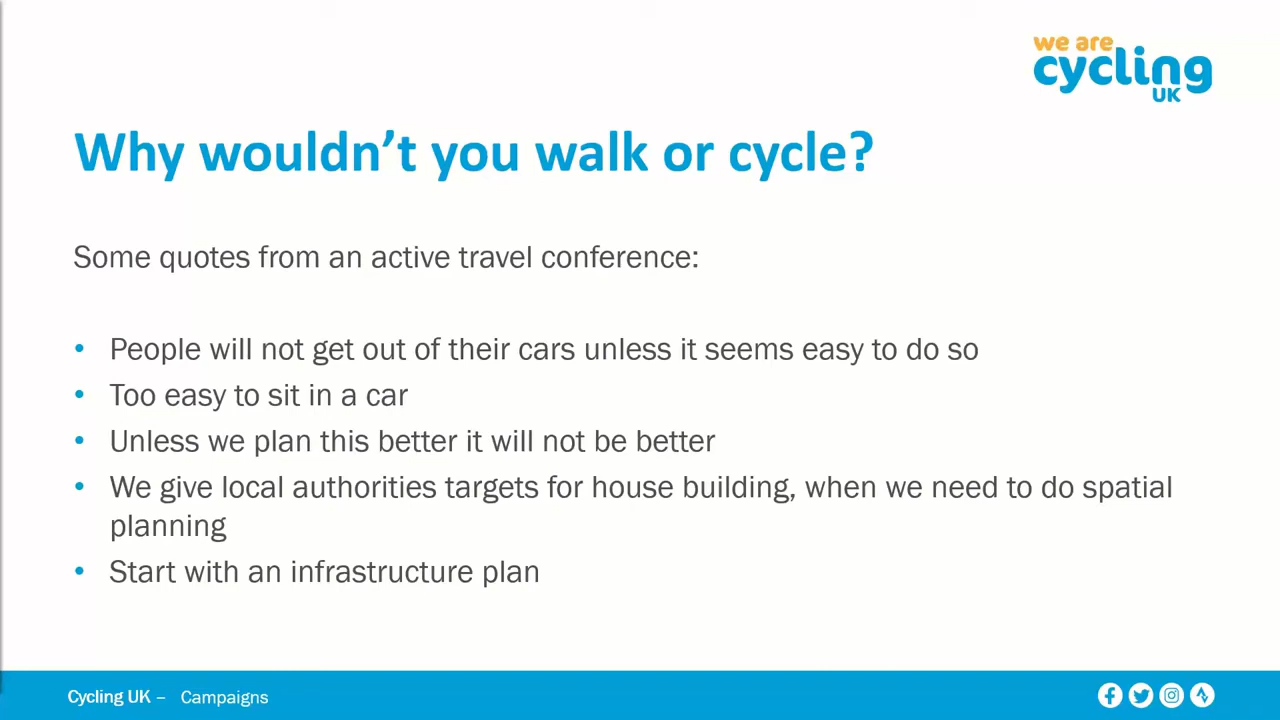 we are
cycling
UK
Why wouldn’t you walk or cycle?
Some quotes from an active travel conference:
• People will not get out of their cars unless it seems easy to do so
• Too easy to sit in a car
• Unless we plan this better it will not be better
• We give local authorities targets for house building, when we need to do spatial
planning
• Start with an infrastructure plan
Cycling UK – Campaigns